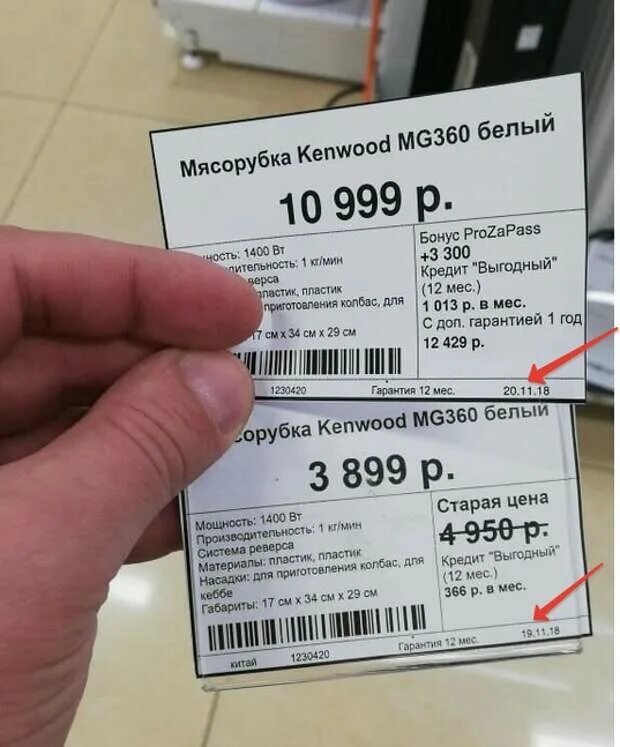 Мясорубка Kenwood MG360 белый
10 999 р.
1400 Вт
1 кг/мин
пластик, пластик
приготовления колбас, для
17 см x 34 см x 29 см
Бонус ProZaPass
+3 300
Кредит "Выгодный"
(12 мес.)
1 013 р. в мес.
С доп. гарантией 1 год
12 429 р.
1230420 Гарантия 12 мес. 20.11.18
Kenwood MG360 белый
3 899 р.
Мощность: 1400 Вт
Производительность: 1 кг/мин
Система реверса
Материалы: пластик, пластик
Насадки: для приготовления колбас, для
кеббе
Габариты: 17 см x 34 см x 29 см
Старая цена
4 950 р.
Кредит "Выгодный"
(12 мес.)
366 р. в мес.
китай 1230420 Гарантия 12 мес. 19.11.18